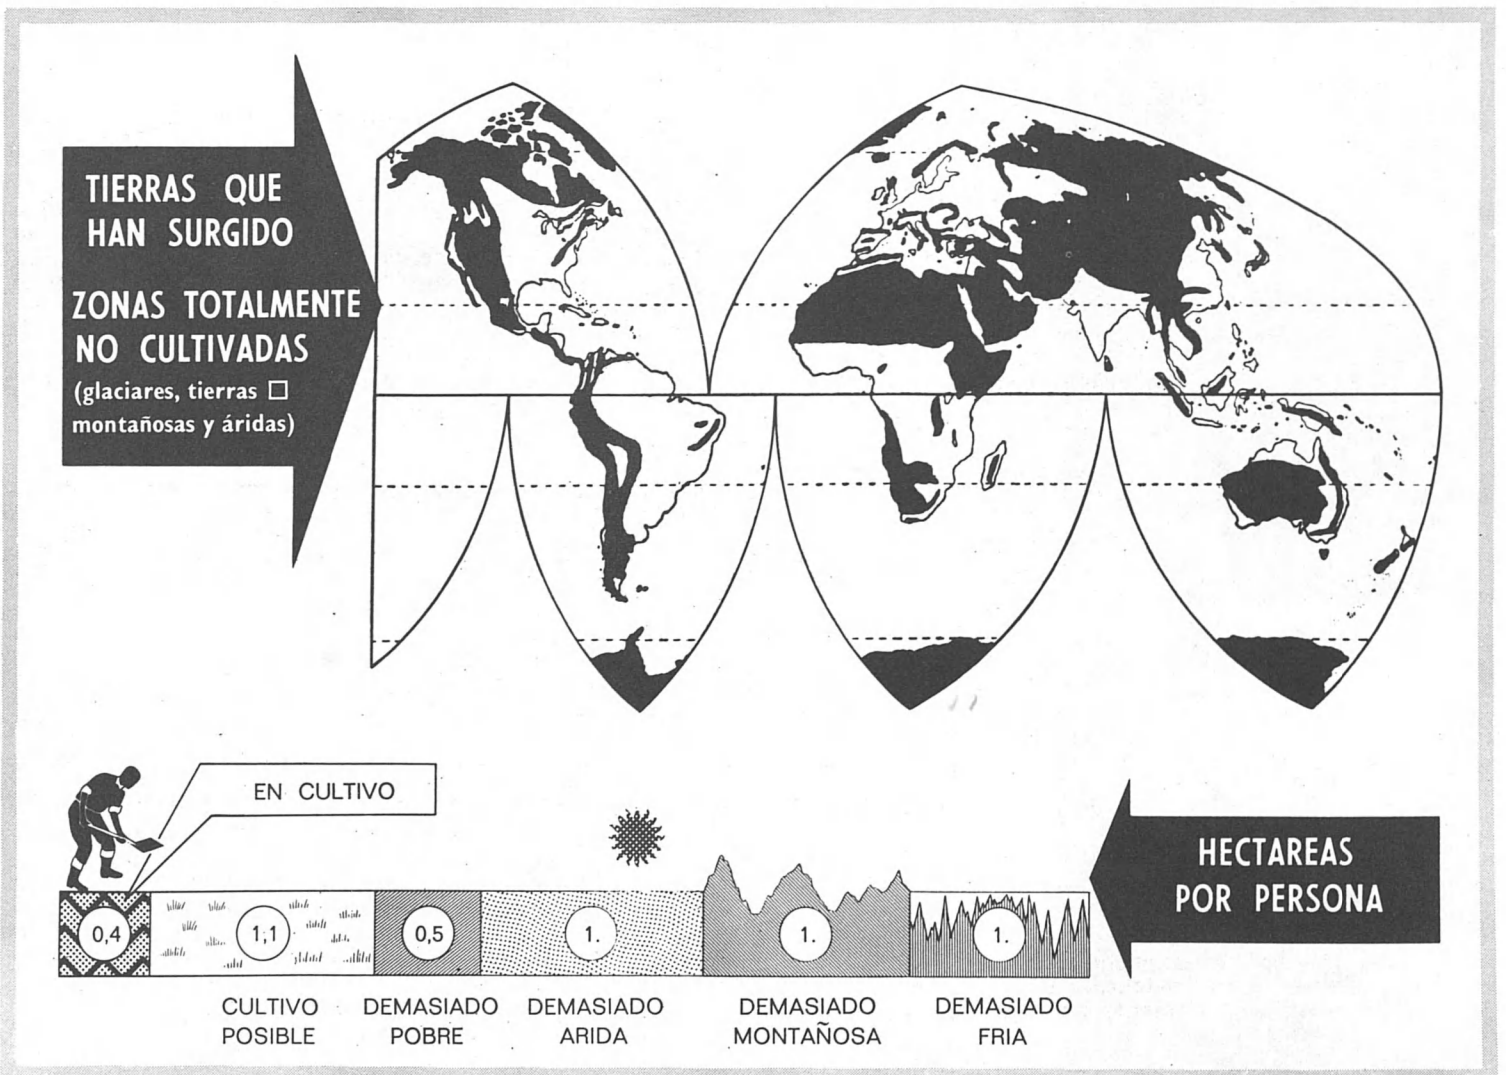 TIERRAS QUE
HAN SURGIDO
ZONAS TOTALMENTE
NO CULTIVADAS
(glaciares, tierras
montañosas y áridas)
EN CULTIVO
HECTAREAS
POR PERSONA
0,4
1,1
0,5
1.
1.
1.
CULTIVO
POSIBLE
DEMASIADO
POBRE
DEMASIADO
ARIDA
DEMASIADO
MONTAÑOSA
DEMASIADO
FRIA